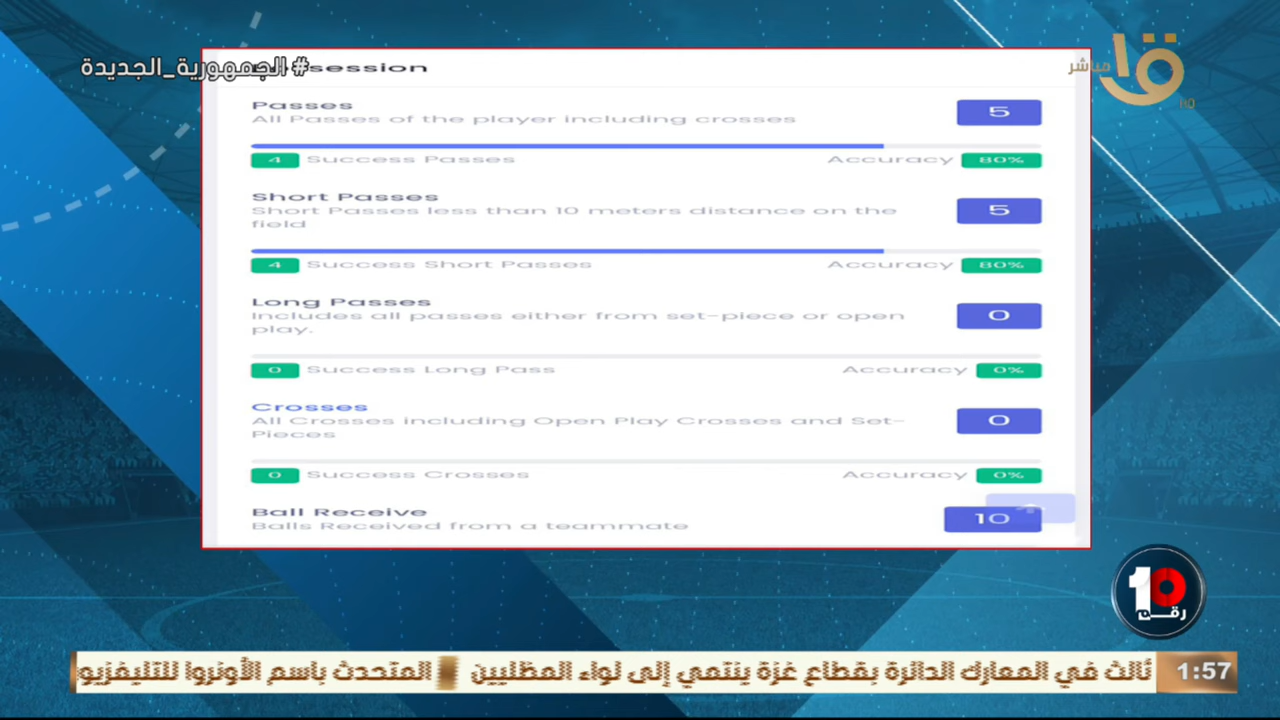 #الجمهورية_الجديدة
مباشر
session
Passes
5
All Passes of the player including crosses
4 Success Passes Accuracy 80%
Short Passes
5
Short Passes less than 10 meters distance on the
field
4 Success Short Passes Accuracy 80%
Long Passes
0
Includes all passes either from set-piece or open
play.
0 Success Long Pass Accuracy 0%
Crosses
0
All Crosses including Open Play Crosses and Set-
Pieces
0 Success Crosses Accuracy 0%
Ball Receive
10
Balls Received from a teammate
10
رقم
1:57
ثالث في المعارك الدائرة بقطاع غزة ينتمي إلى لواء المظليين المتحدث باسم الأونروا للتليفزيو